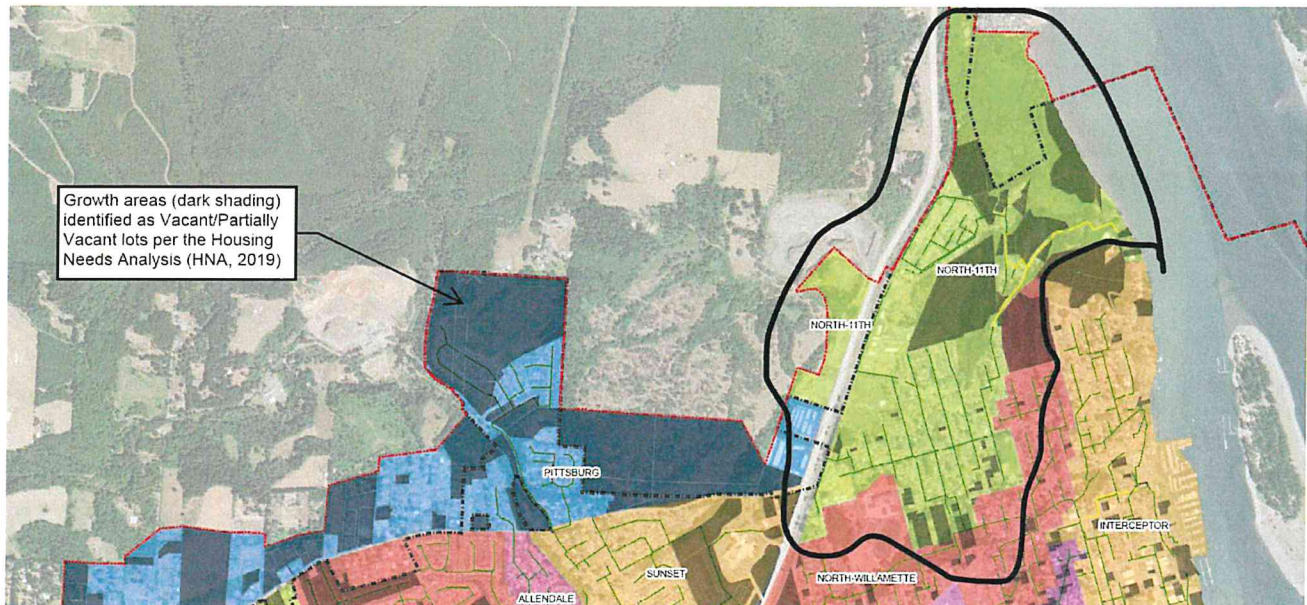 Growth areas (dark shading)
identified as Vacant/Partially
Vacant lots per the Housing
Needs Analysis (HNA, 2019)
NORTH-11TH
NORTH-11TH
PITTSBURG
INTERCEPTOR
SUNSET
NORTH-WILLAMETTE
ALLENDALE